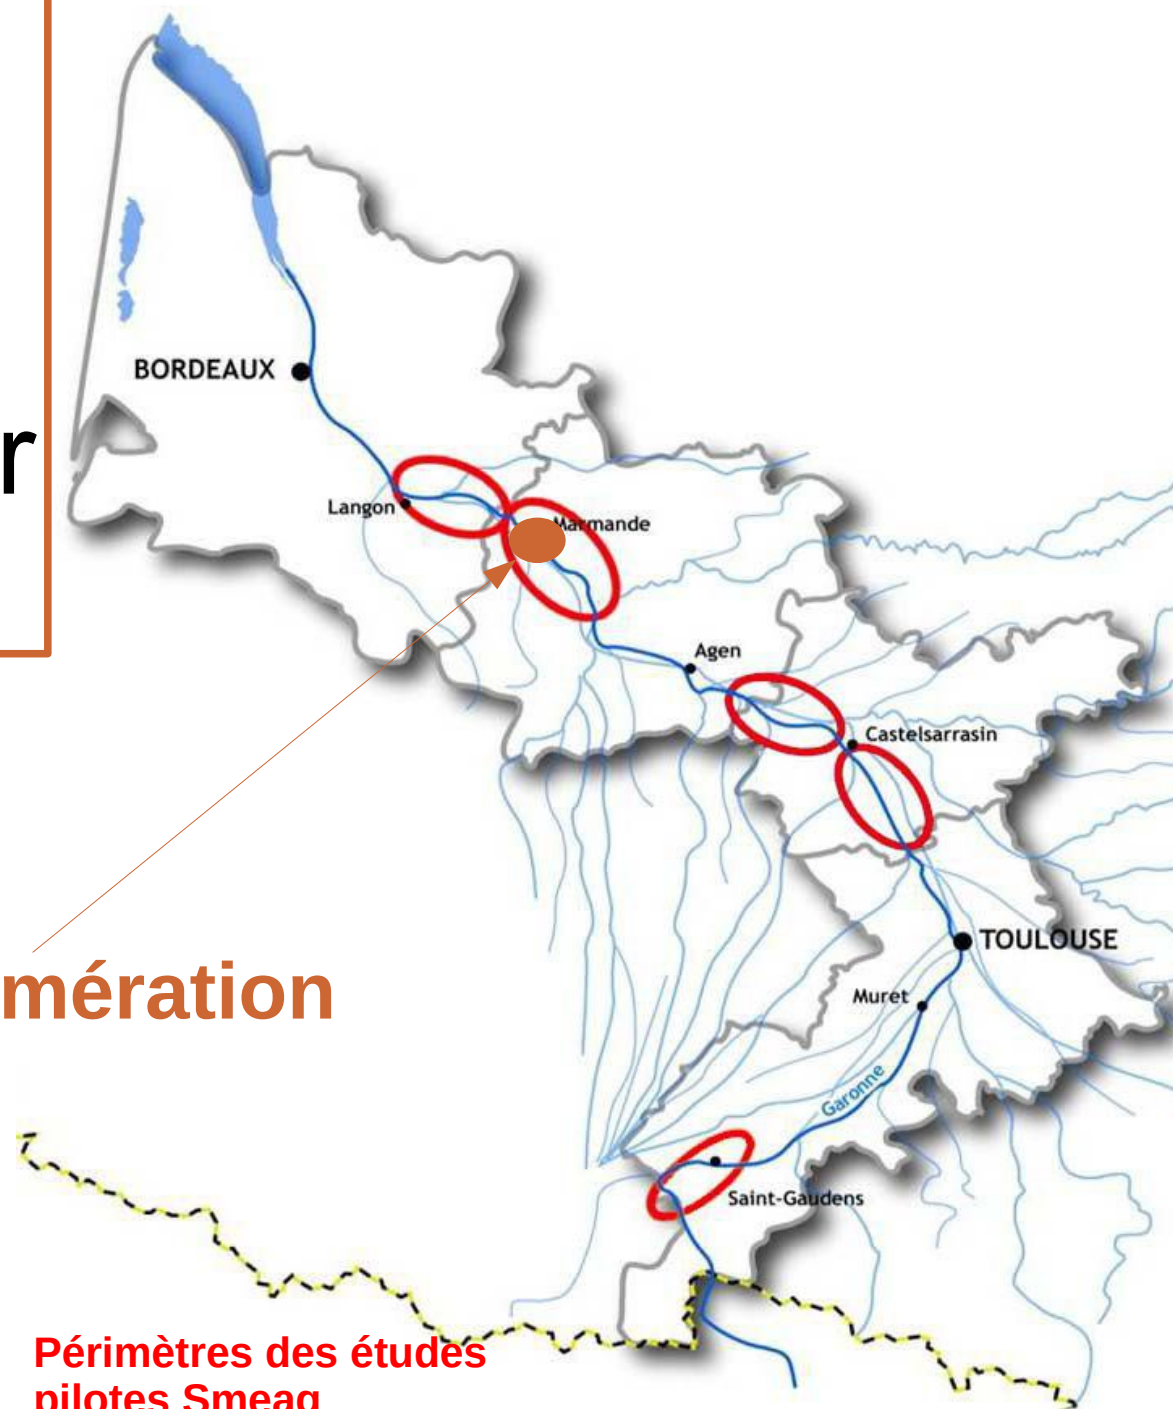 BORDEAUX
r
Langon
Marmande
Agen
Castelsarrasin
TOULOUSE
mération
Muret
Garonne
Saint-Gaudens
Périmètres des études
pilotes Smeag